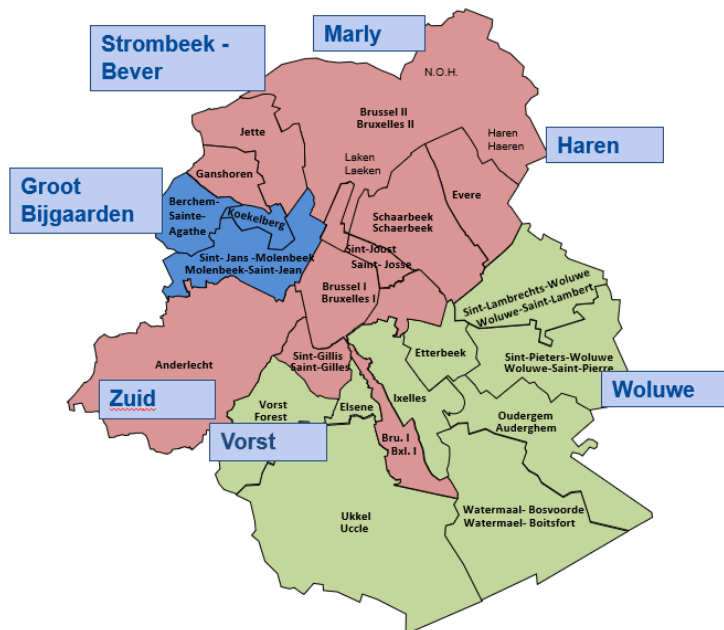 Marly
Strombeek -
Bever
N.O.H.
Brussel II
Bruxelles II
Jette
Haren
Haeren
Haren
Laken
Laeken
Ganshoren
Groot
Bijgaarden
Evere
Berchem-
Sainte-
Agathe
Koekelberg
Schaarbeek
Schaerbeek
Sint-Joost
Saint- Josse
Sint- Jans -Molenbeek
Molenbeek-Saint-Jean
Sint-Lambrechts-Woluwe
Woluwe-Saint-Lambert
Brussel I
Bruxelles I
Etterbeek
Sint-Pieters-Woluwe
Woluwe-Saint-Pierre
Sint-Gillis
Saint-Gilles
Anderlecht
Ixelles
Woluwe
Zuid
Vorst
Forest
Elsene
Oudergem
Auderghem
Vorst
Bru. I
Bxl. I
Ukkel
Uccle
Watermaal- Bosvoorde
Watermael- Boitsfort